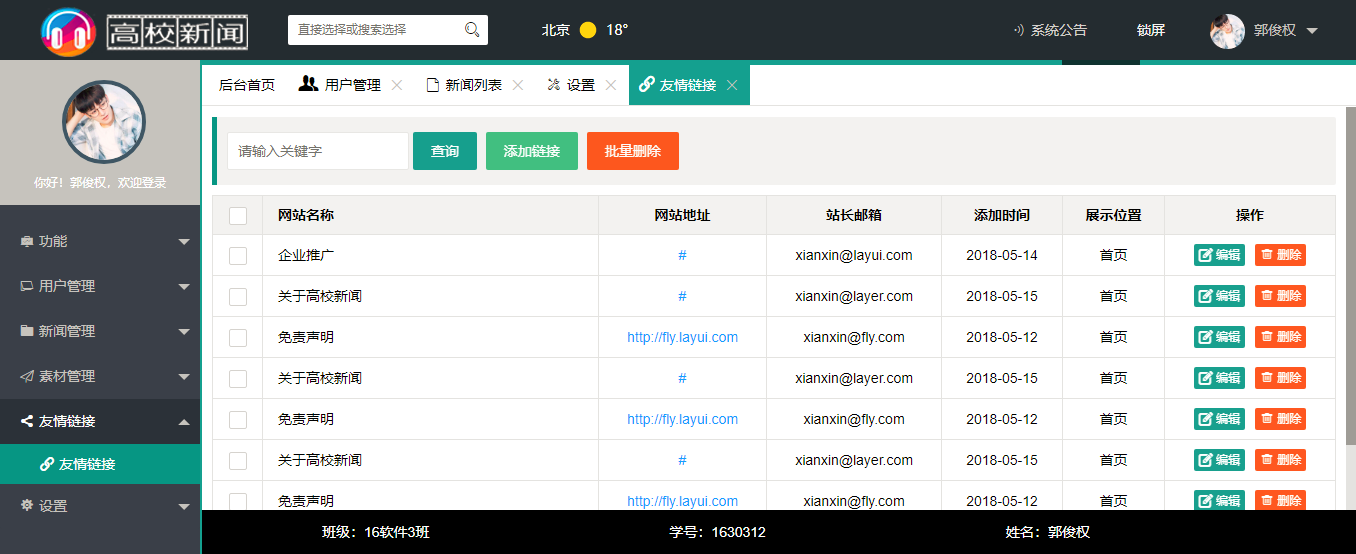 高校新闻
直接选择或搜索选择
北京 18°
系统公告
锁屏
郭俊权
你好！郭俊权，欢迎登录
功能
用户管理
新闻管理
素材管理
友情链接
友情链接
设置
后台首页 用户管理 新闻列表 设置 友情链接
请输入关键字 查询 添加链接 批量删除
网站名称 网站地址 站长邮箱 添加时间 展示位置 操作
企业推广 # xianxin@layui.com 2018-05-14 首页 编辑 删除
关于高校新闻 # xianxin@layer.com 2018-05-15 首页 编辑 删除
免责声明 http://fly.layui.com xianxin@fly.com 2018-05-12 首页 编辑 删除
关于高校新闻 # xianxin@layer.com 2018-05-15 首页 编辑 删除
免责声明 http://fly.layui.com xianxin@fly.com 2018-05-12 首页 编辑 删除
关于高校新闻 # xianxin@layer.com 2018-05-15 首页 编辑 删除
免责声明 http://fly.layui.com xianxin@fly.com 2018-05-12 首页 编辑 删除
班级：16软件3班 学号：1630312 姓名：郭俊权